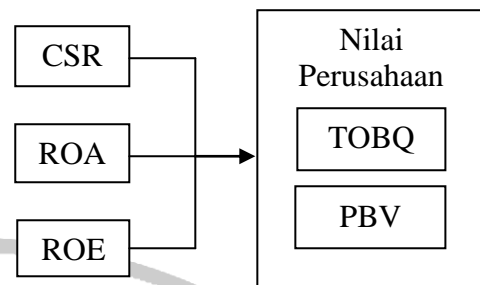 CSR
ROA
ROE
Nilai
Perusahaan
TOBQ
PBV